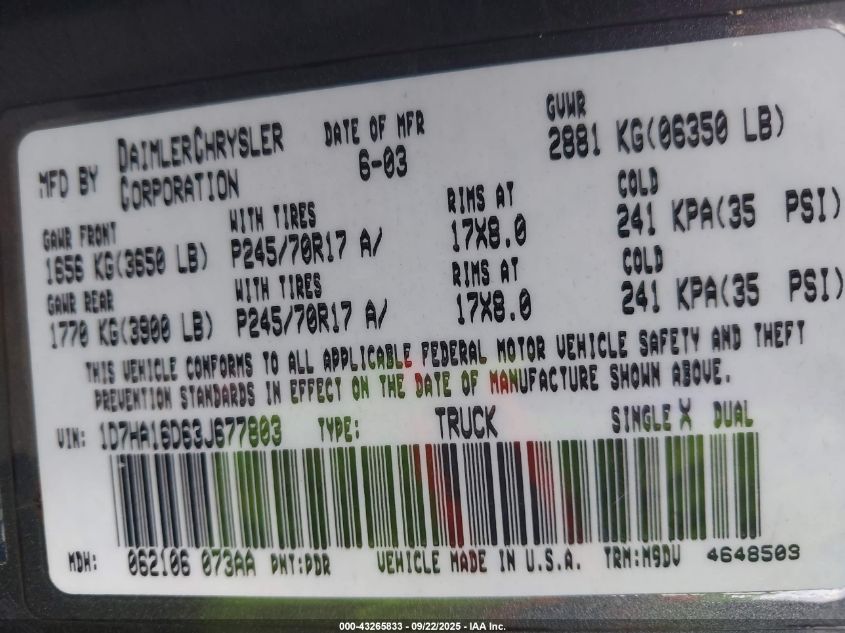 MFD BY DAIMLERCHRYSLER CORPORATION DATE OF MFR 6-03 GVWR 2881 KG(06350 LB)
GAWR FRONT WITH TIRES RIMS AT COLD
1656 KG(3650 LB) P245/70R17 A/ 17X8.0 241 KPA(35 PSI)
GAWR REAR WITH TIRES RIMS AT COLD
1770 KG(3900 LB) P245/70R17 A/ 17X8.0 241 KPA(35 PSI)
THIS VEHICLE CONFORMS TO ALL APPLICABLE FEDERAL MOTOR VEHICLE SAFETY AND THEFT
PREVENTION STANDARDS IN EFFECT ON THE DATE OF MANUFACTURE SHOWN ABOVE.
VIN: 1D7HA16D63J677803 TYPE: TRUCK SINGLE X DUAL
MDH: 062106 073AA PNT:PDR VEHICLE MADE IN U.S.A. TRM:M9DV 4648509
000-43265833 - 09/22/2025 - IAA Inc.